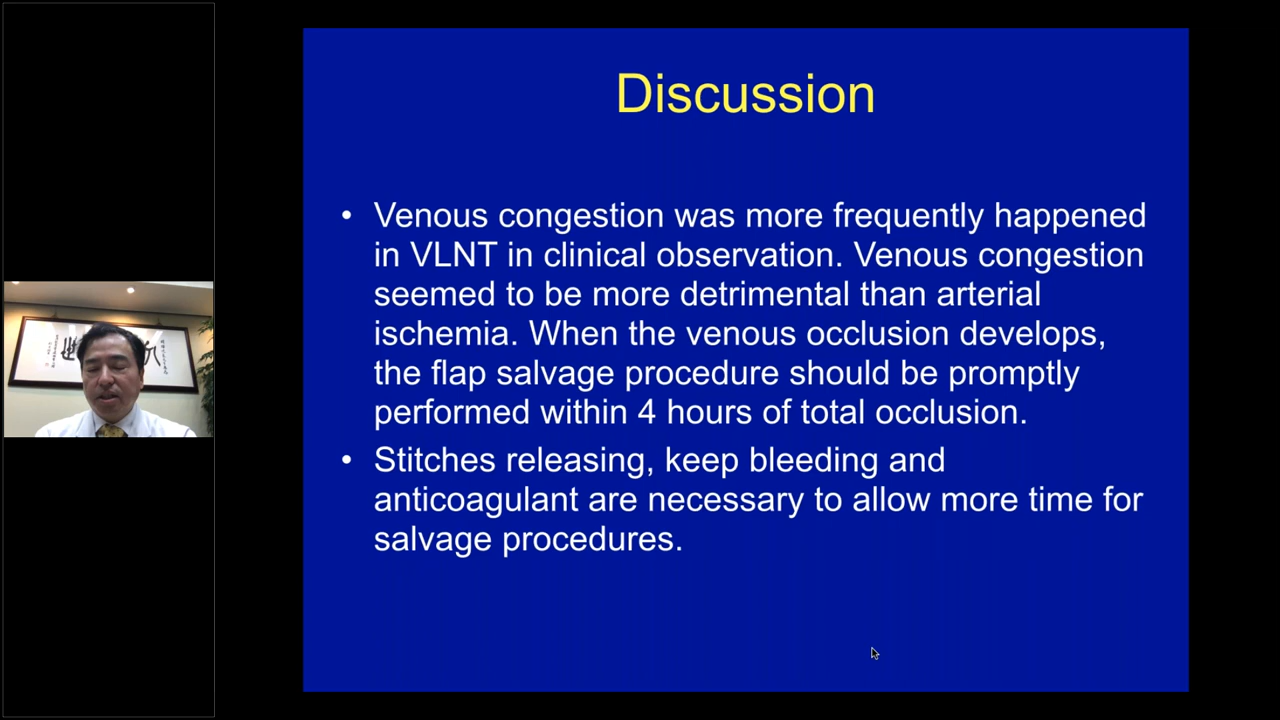 Discussion
• Venous congestion was more frequently happened
in VLNT in clinical observation. Venous congestion
seemed to be more detrimental than arterial
ischemia. When the venous occlusion develops,
the flap salvage procedure should be promptly
performed within 4 hours of total occlusion.
• Stitches releasing, keep bleeding and
anticoagulant are necessary to allow more time for
salvage procedures.